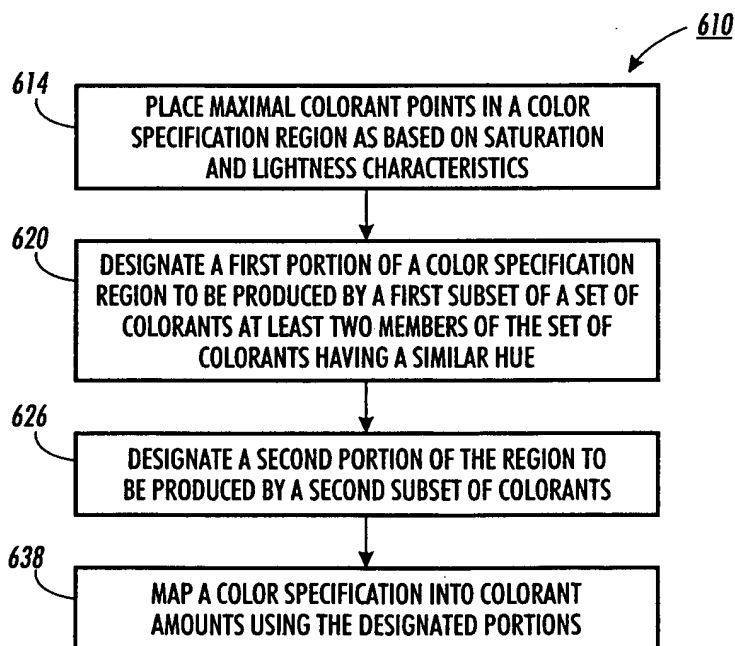 610
614
PLACE MAXIMAL COLORANT POINTS IN A COLOR
SPECIFICATION REGION AS BASED ON SATURATION
AND LIGHTNESS CHARACTERISTICS
620
DESIGNATE A FIRST PORTION OF A COLOR SPECIFICATION
REGION TO BE PRODUCED BY A FIRST SUBSET OF A SET OF
COLORANTS AT LEAST TWO MEMBERS OF THE SET OF
COLORANTS HAVING A SIMILAR HUE
626
DESIGNATE A SECOND PORTION OF THE REGION TO
BE PRODUCED BY A SECOND SUBSET OF COLORANTS
638
MAP A COLOR SPECIFICATION INTO COLORANT
AMOUNTS USING THE DESIGNATED PORTIONS